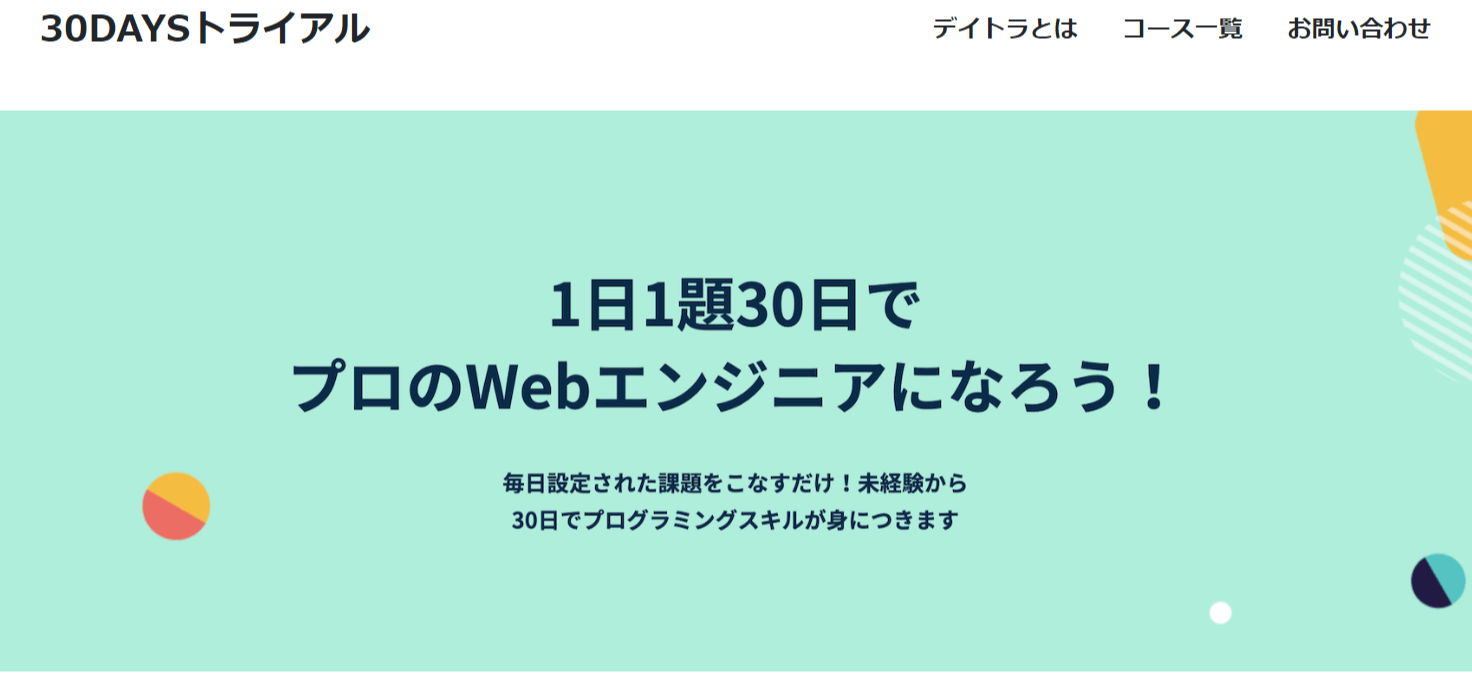 30DAYSトライアル
デイトラとは コース一覧 お問い合わせ
1日1題30日で
プロのWebエンジニアになろう！
毎日設定された課題をこなすだけ！未経験から
30日でプログラミングスキルが身につきます